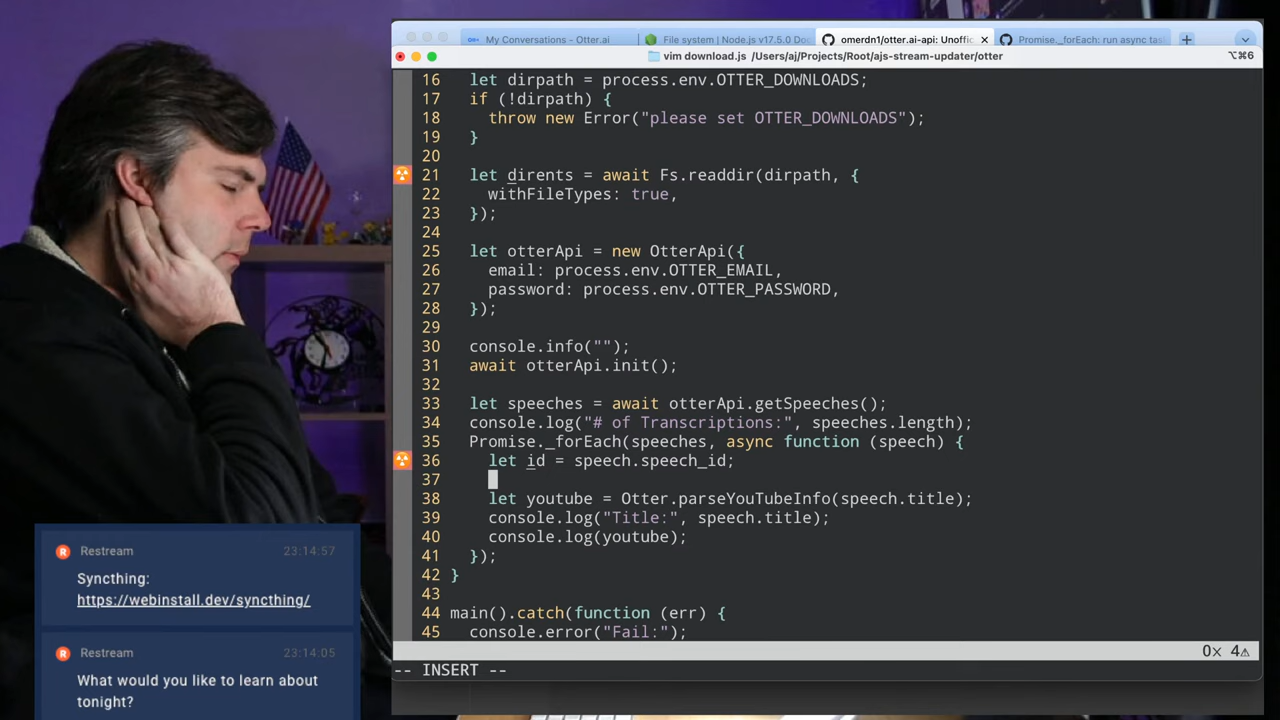 My Conversations - Otter.ai
File system | Node.js v17.5.0 Do
omerdn1/otter.ai-api: Unoffic
Promise._forEach: run async tas
vim download.js /Users/aj/Projects/Root/ajs-stream-updater/otter
⌥⌘6
16 let dirpath = process.env.OTTER_DOWNLOADS;
17 if (!dirpath) {
18 throw new Error("please set OTTER_DOWNLOADS");
19 }
20
21 let dirents = await Fs.readdir(dirpath, {
22 withFileTypes: true,
23 });
24
25 let otterApi = new OtterApi({
26 email: process.env.OTTER_EMAIL,
27 password: process.env.OTTER_PASSWORD,
28 });
29
30 console.info("");
31 await otterApi.init();
32
33 let speeches = await otterApi.getSpeeches();
34 console.log("# of Transcriptions:", speeches.length);
35 Promise._forEach(speeches, async function (speech) {
36 let id = speech.speech_id;
37
38 let youtube = Otter.parseYouTubeInfo(speech.title);
39 console.log("Title:", speech.title);
40 console.log(youtube);
41 });
42 }
43
44 main().catch(function (err) {
45 console.error("Fail:");
0× 4⚠
-- INSERT --
R Restream 23:14:57
Syncthing:
https://webinstall.dev/syncthing/
R Restream 23:14:05
What would you like to learn about
tonight?